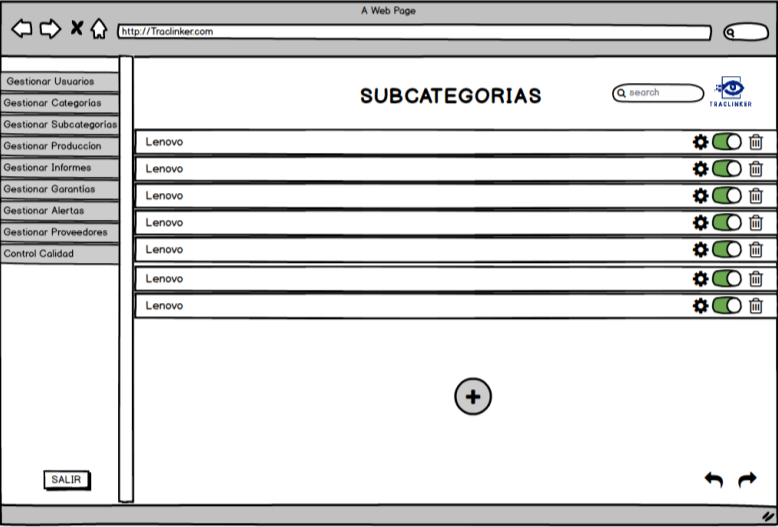 A Web Page
http://Traclinker.com
Gestionar Usuarios
Gestionar Categorias
Gestionar Subcategorias
Gestionar Produccion
Gestionar Informes
Gestionar Garantias
Gestionar Alertas
Gestionar Proveedores
Control Calidad
SALIR
SUBCATEGORIAS
search
TRACLINKER
Lenovo
Lenovo
Lenovo
Lenovo
Lenovo
Lenovo
Lenovo